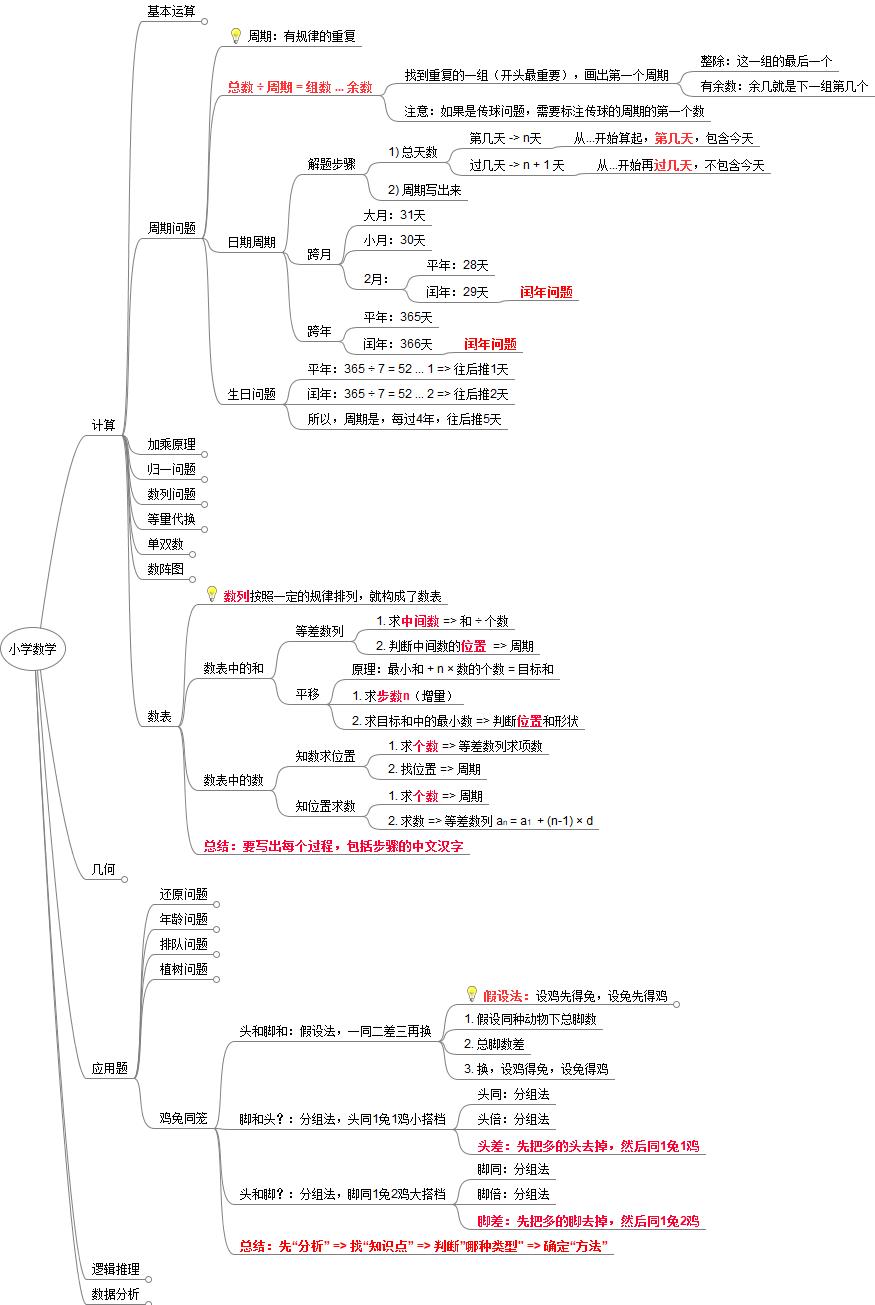 小学数学
计算
基本运算
周期问题
周期：有规律的重复
总数 ÷ 周期 = 组数 ... 余数
找到重复的一组（开头最重要），画出第一个周期
整除：这一组的最后一个
有余数：余几就是下一组第几个
注意：如果是传球问题，需要标注传球的周期的第一个数
日期周期
解题步骤
1) 总天数
第几天 -> n天
从...开始算起，第几天，包含今天
过几天 -> n + 1 天
从...开始再过几天，不包含今天
2) 周期写出来
跨月
大月：31天
小月：30天
2月：
平年：28天
闰年：29天
闰年问题
跨年
平年：365天
闰年：366天
闰年问题
生日问题
平年：365 ÷ 7 = 52 ... 1 => 往后推1天
闰年：365 ÷ 7 = 52 ... 2 => 往后推2天
所以，周期是，每过4年，往后推5天
加乘原理
归一问题
数列问题
等量代换
单双数
数阵图
数表
数列按照一定的规律排列，就构成了数表
数表中的和
等差数列
1. 求中间数 => 和 ÷ 个数
2. 判断中间数的位置 => 周期
平移
原理：最小和 + n × 数的个数 = 目标和
1. 求步数n（增量）
2. 求目标和中的最小数 => 判断位置和形状
数表中的数
知数求位置
1. 求个数 => 等差数列求项数
2. 找位置 => 周期
知位置求数
1. 求个数 => 周期
2. 求数 => 等差数列 aₙ = a₁ + (n-1) × d
总结：要写出每个过程，包括步骤的中文汉字
几何
应用题
还原问题
年龄问题
排队问题
植树问题
鸡兔同笼
头和脚和：假设法，一同二差三再换
假设法：设鸡先得兔，设兔先得鸡
1. 假设同种动物下总脚数
2. 总脚数差
3. 换，设鸡得兔，设免得鸡
脚和头？：分组法，头同1兔1鸡小搭档
头同：分组法
头倍：分组法
头差：先把多的头去掉，然后同1兔1鸡
头和脚？：分组法，脚同1兔2鸡大搭档
脚同：分组法
脚倍：分组法
脚差：先把多的脚去掉，然后同1兔2鸡
总结：先“分析” => 找“知识点” => 判断”哪种类型” => 确定“方法”
逻辑推理
数据分析